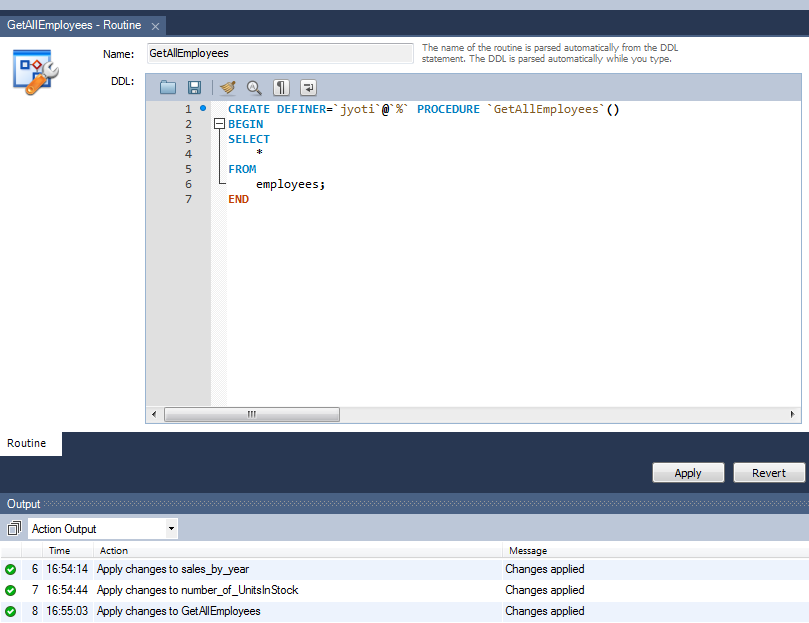 GetAllEmployees - Routine
Name: GetAllEmployees
The name of the routine is parsed automatically from the DDL
statement. The DDL is parsed automatically while you type.
DDL:
1 CREATE DEFINER=`jyoti`@`%` PROCEDURE `GetAllEmployees`()
2 BEGIN
3 SELECT
4 *
5 FROM
6 employees;
7 END
Routine
Apply Revert
Output
Action Output
Time Action Message
6 16:54:14 Apply changes to sales_by_year Changes applied
7 16:54:44 Apply changes to number_of_UnitsInStock Changes applied
8 16:55:03 Apply changes to GetAllEmployees Changes applied